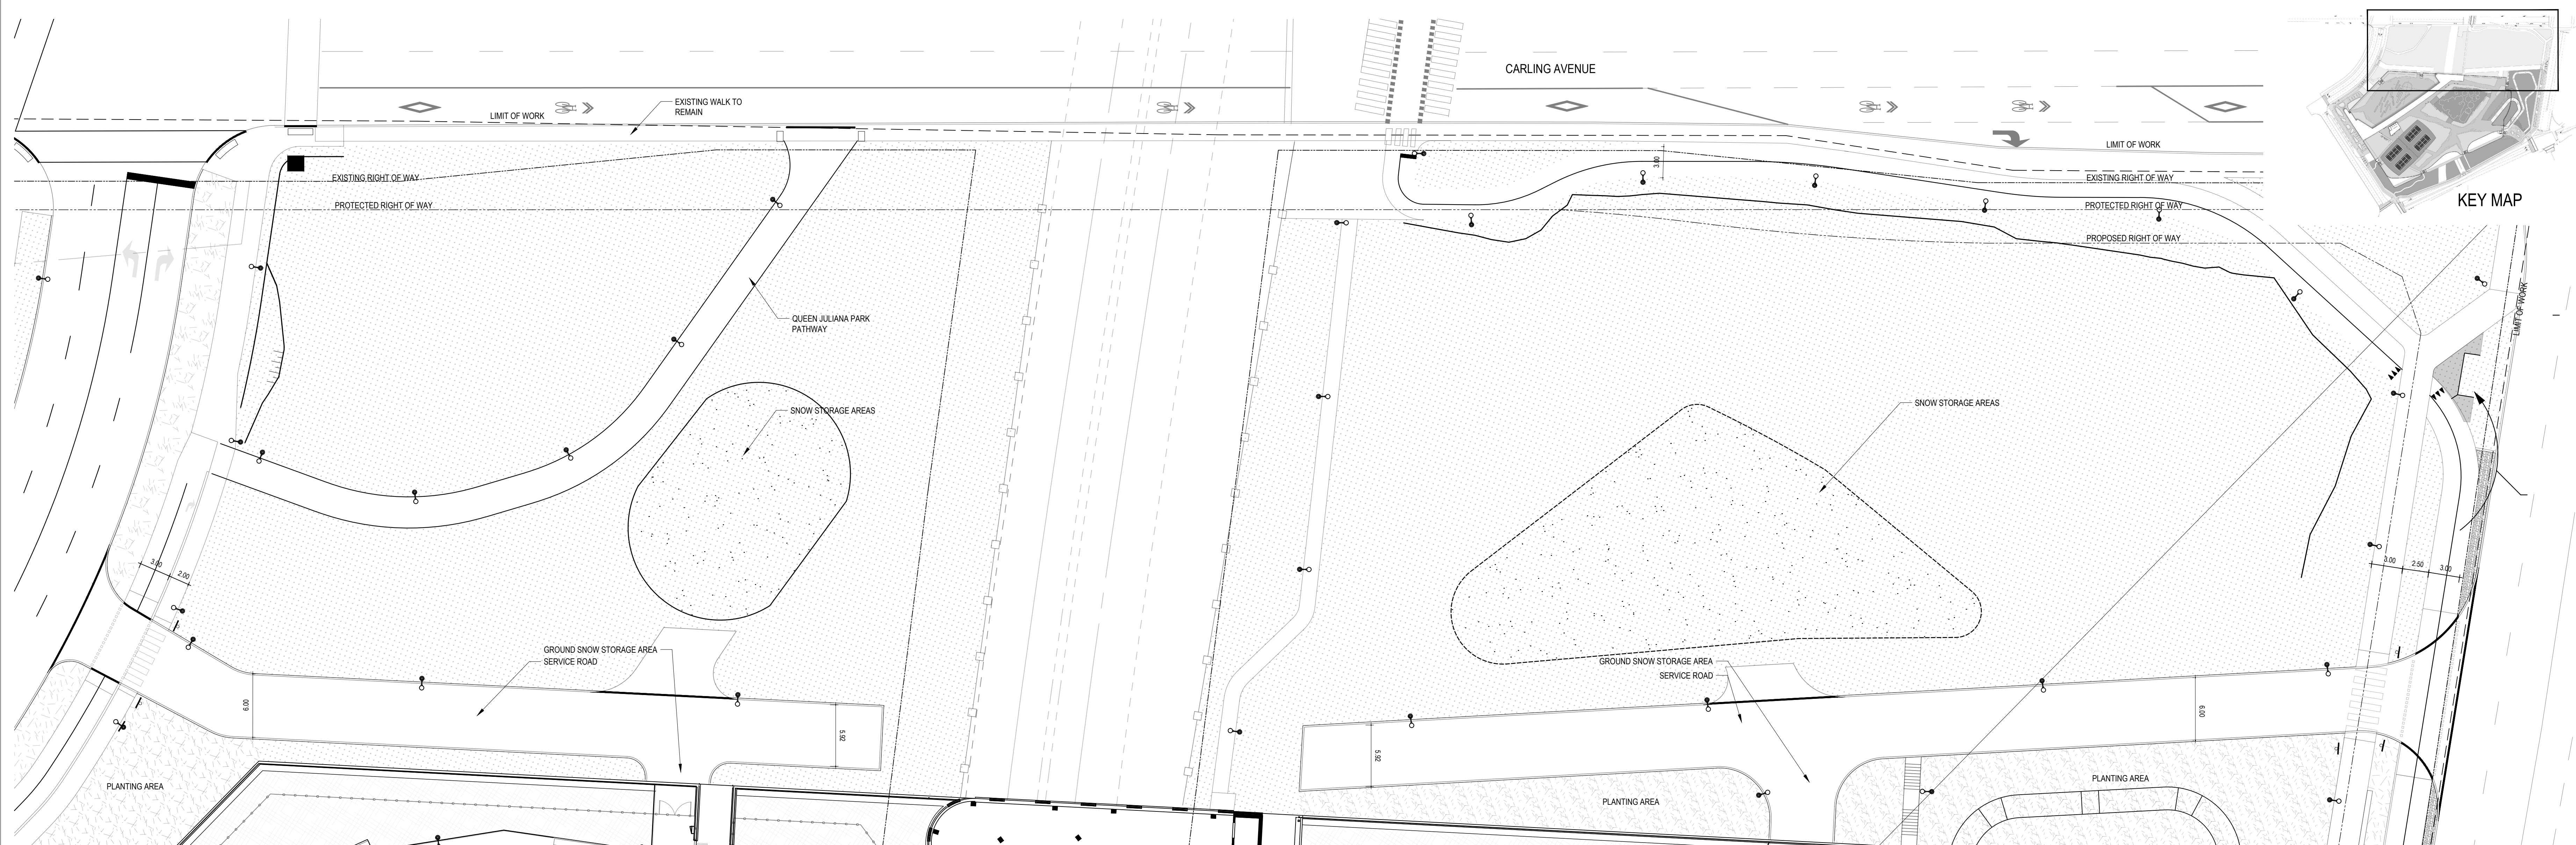 CARLING AVENUE
EXISTING WALK TO
REMAIN
LIMIT OF WORK
LIMIT OF WORK
3.00
EXISTING RIGHT OF WAY
EXISTING RIGHT OF WAY
KEY MAP
PROTECTED RIGHT OF WAY
PROTECTED RIGHT OF WAY
PROPOSED RIGHT OF WAY
LIMIT OF WORK
QUEEN JULIANA PARK
PATHWAY
SNOW STORAGE AREAS
SNOW STORAGE AREAS
3.00
2.00
3.00
2.50
3.00
GROUND SNOW STORAGE AREA
SERVICE ROAD
GROUND SNOW STORAGE AREA
SERVICE ROAD
6.00
5.92
5.92
6.00
PLANTING AREA
PLANTING AREA
PLANTING AREA